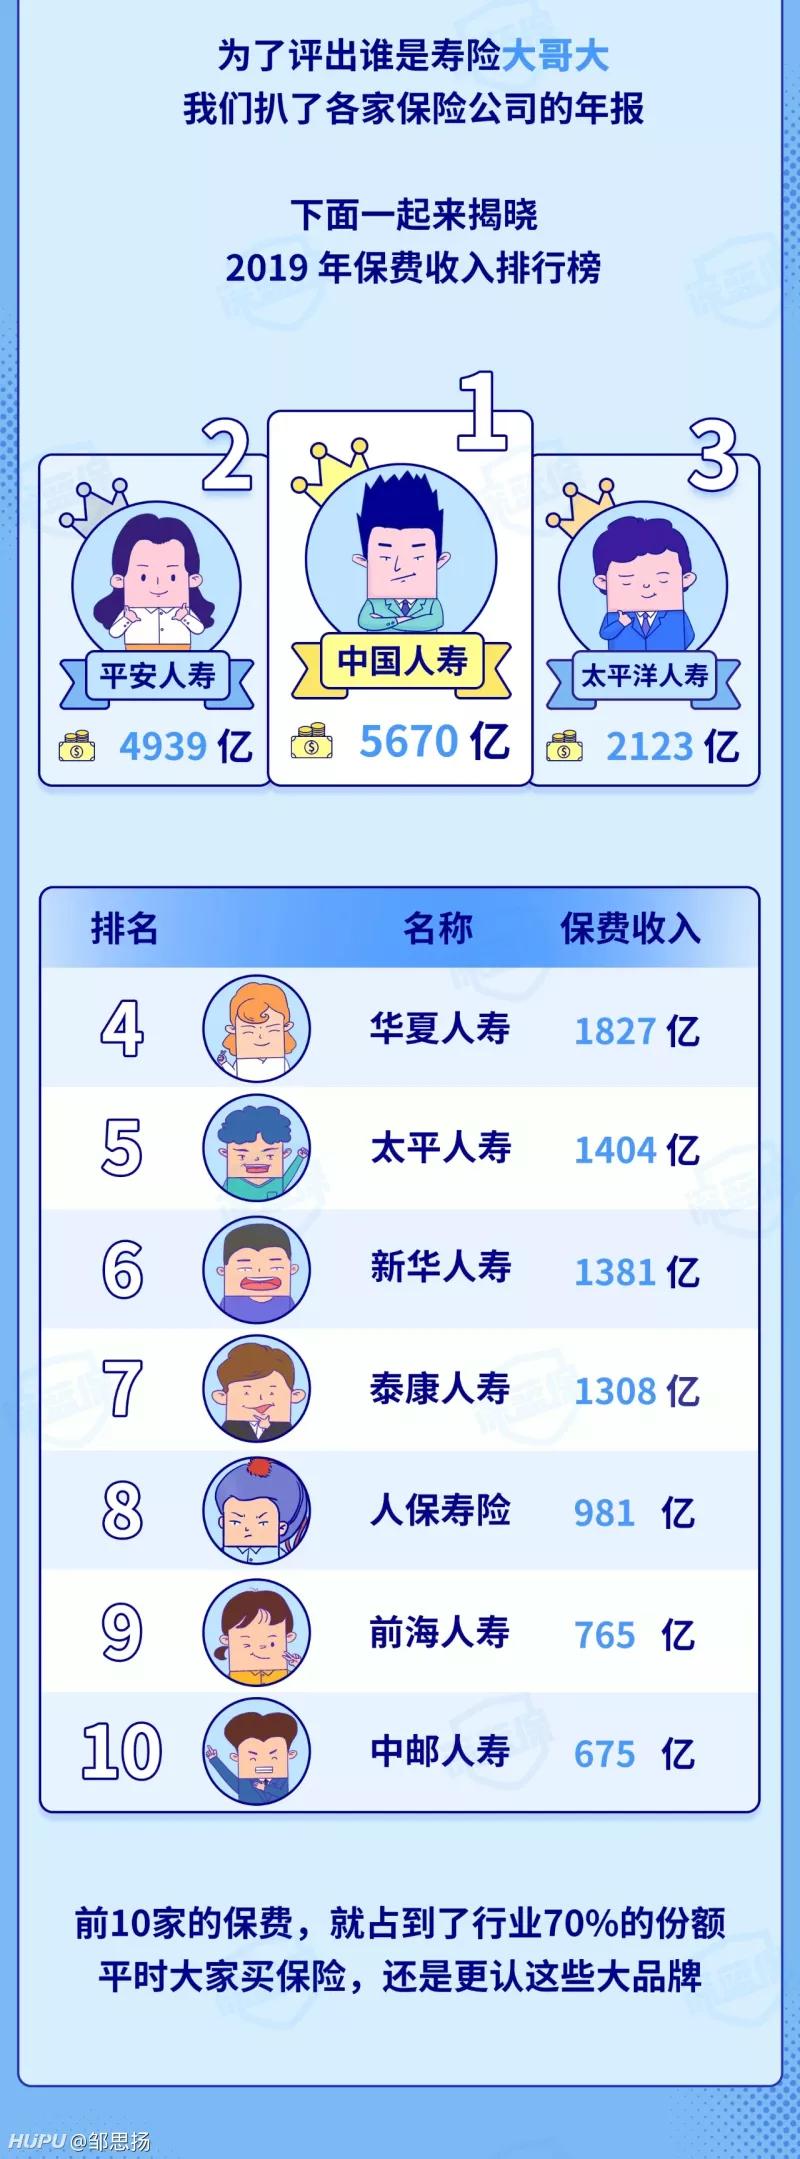 为了评出谁是寿险大哥大
我们扒了各家保险公司的年报
下面一起来揭晓
2019 年保费收入排行榜
1
中国人寿
5670 亿
2
平安人寿
4939 亿
3
太平洋人寿
2123 亿
排名 名称 保费收入
4 华夏人寿 1827 亿
5 太平人寿 1404 亿
6 新华人寿 1381 亿
7 泰康人寿 1308 亿
8 人保寿险 981 亿
9 前海人寿 765 亿
10 中邮人寿 675 亿
前10家的保费，就占到了行业70%的份额
平时大家买保险，还是更认这些大品牌
HUPU @邹思扬